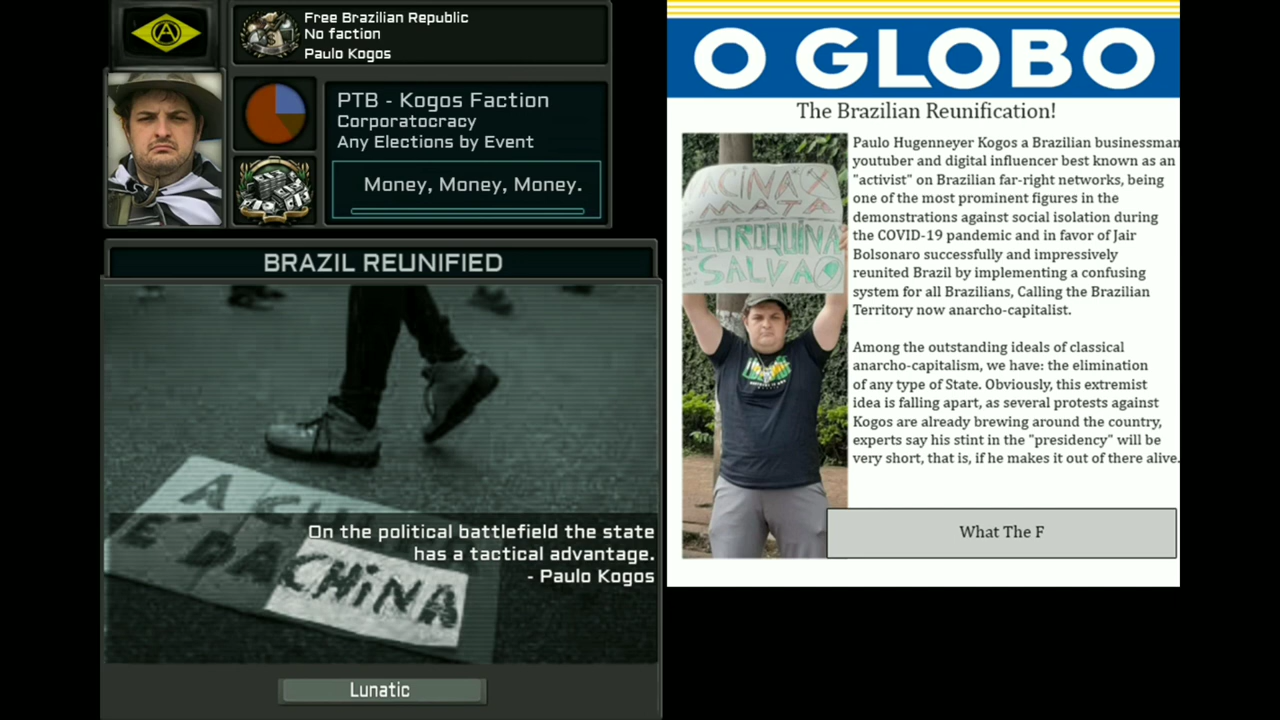 Free Brazilian Republic
No faction
Paulo Kogos
PTB - Kogos Faction
Corporatocracy
Any Elections by Event
Money, Money, Money.
BRAZIL REUNIFIED
A CU
E DA CHiNA
On the political battlefield the state
has a tactical advantage.
- Paulo Kogos
Lunatic
O GLOBO
The Brazilian Reunification!
Paulo Hugenneyer Kogos a Brazilian businessman
youtuber and digital influencer best known as an
"activist" on Brazilian far-right networks, being
one of the most prominent figures in the
demonstrations against social isolation during
the COVID-19 pandemic and in favor of Jair
Bolsonaro successfully and impressively
reunited Brazil by implementing a confusing
system for all Brazilians, Calling the Brazilian
Territory now anarcho-capitalist.
Among the outstanding ideals of classical
anarcho-capitalism, we have: the elimination
of any type of State. Obviously, this extremist
idea is falling apart, as several protests against
Kogos are already brewing around the country,
experts say his stint in the "presidency" will be
very short, that is, if he makes it out of there alive.
ACINA X
MATA
CLOROQUINA
SALVA
What The F